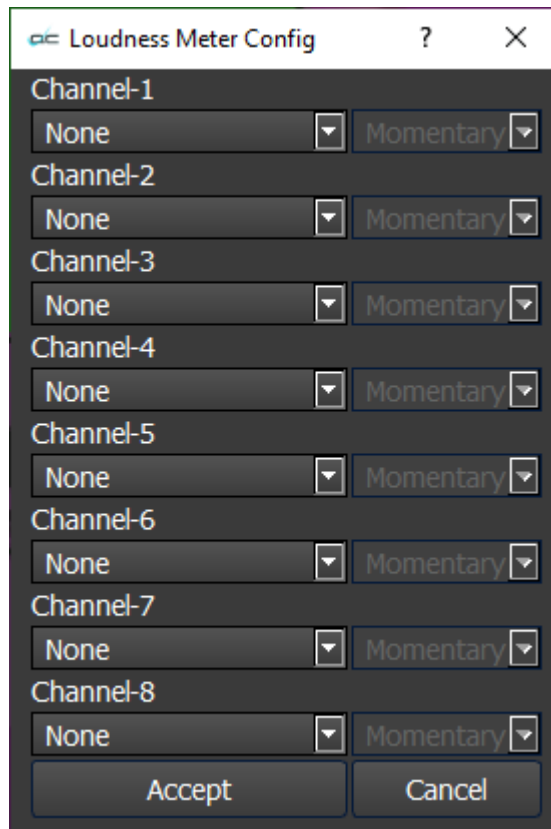 Loudness Meter Config ?
Channel-1
None Momentary
Channel-2
None Momentary
Channel-3
None Momentary
Channel-4
None Momentary
Channel-5
None Momentary
Channel-6
None Momentary
Channel-7
None Momentary
Channel-8
None Momentary
Accept Cancel